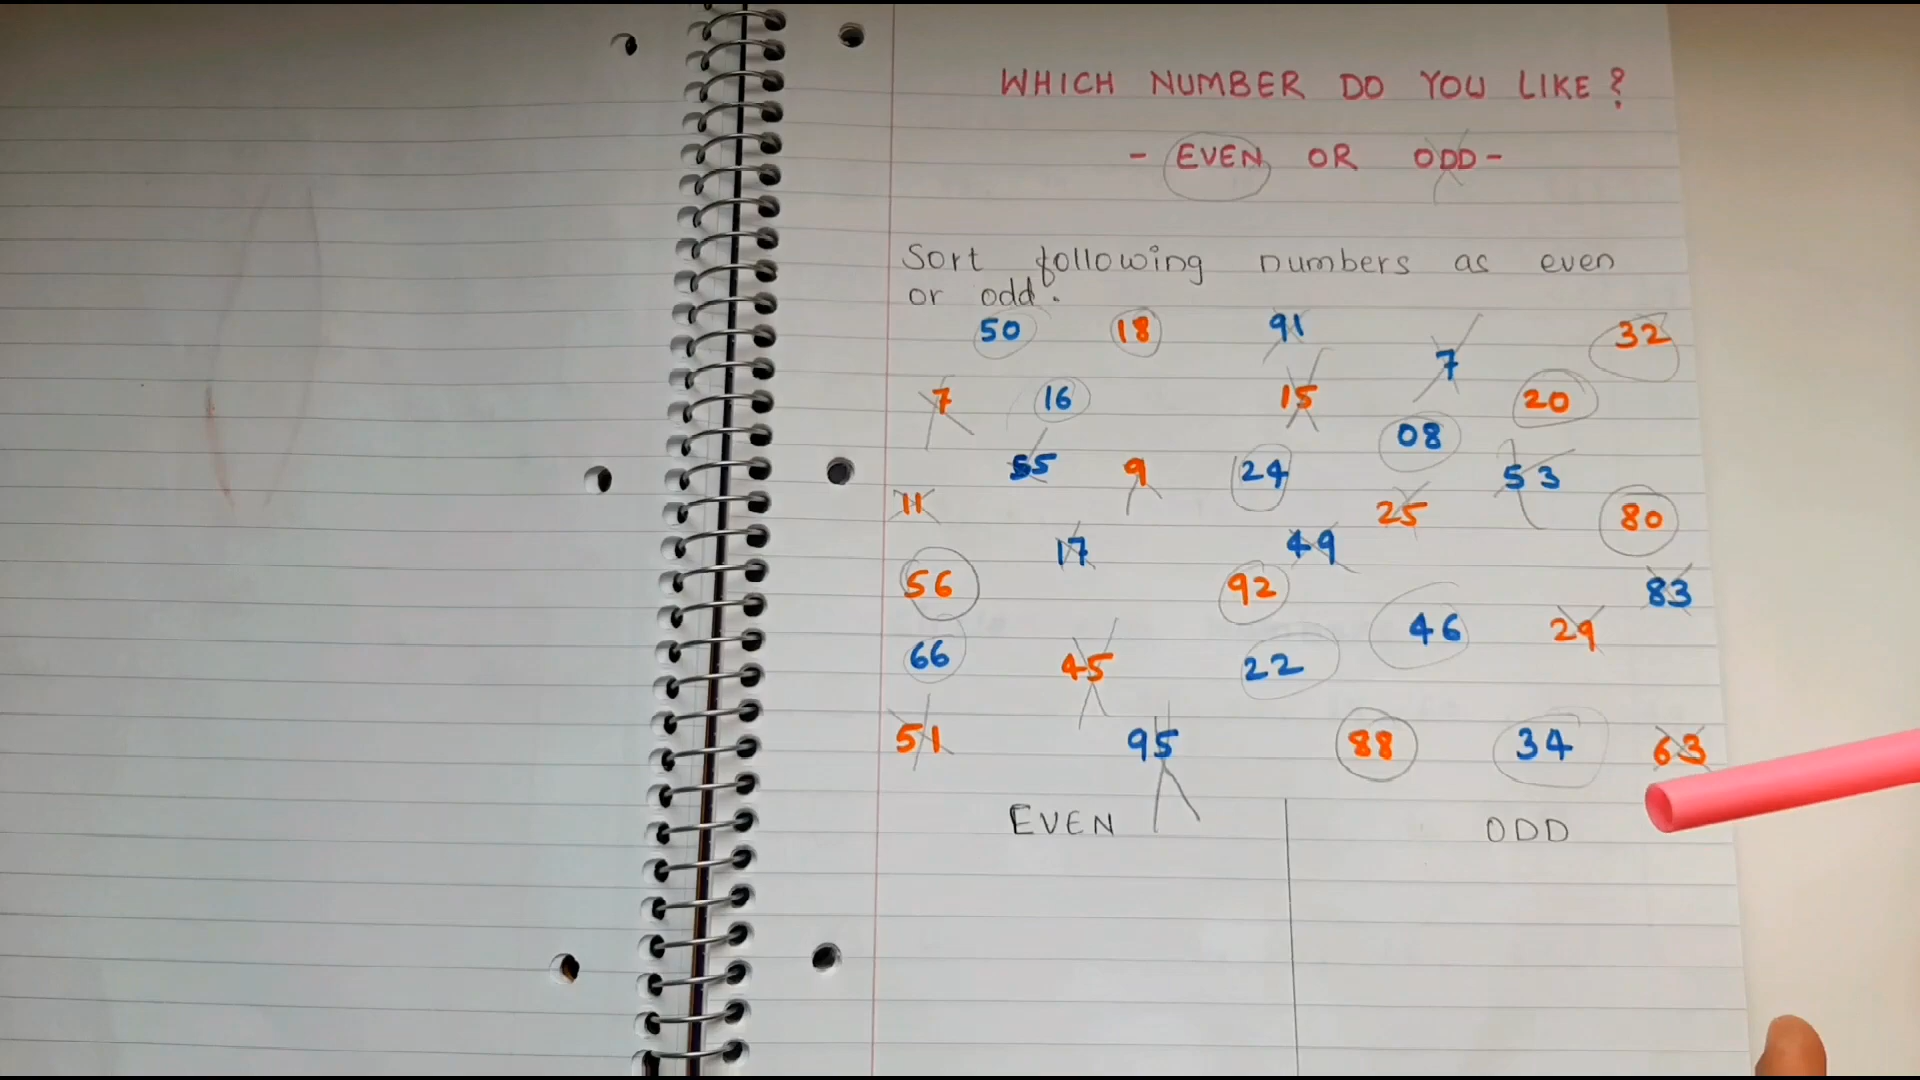 WHICH NUMBER DO YOU LIKE?
- EVEN OR ODD -
Sort following numbers as even
or odd.
50 18 91 7 32
7 16 15 08 20
11 55 9 24 25 53 80
56 17 92 49 83
66 45 22 46 29
51 95 88 34 63
EVEN ODD